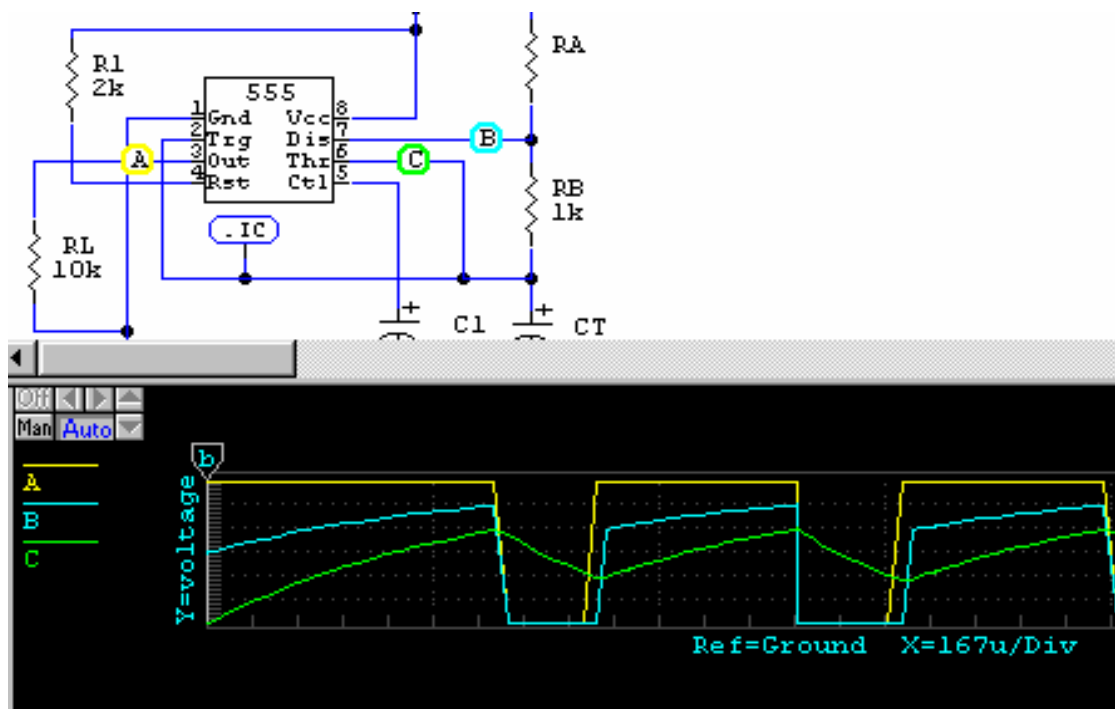 RA
R1
2k
555
1 Gnd Vcc 8
2 Trg Dis 7
3 Out Thr 6
4 Rst Ctl 5
A
B
C
RB
1k
.IC
RL
10k
+
C1
+
CT
Off
Man Auto
b
A
B
C
Y=voltage
Ref=Ground X=167u/Div